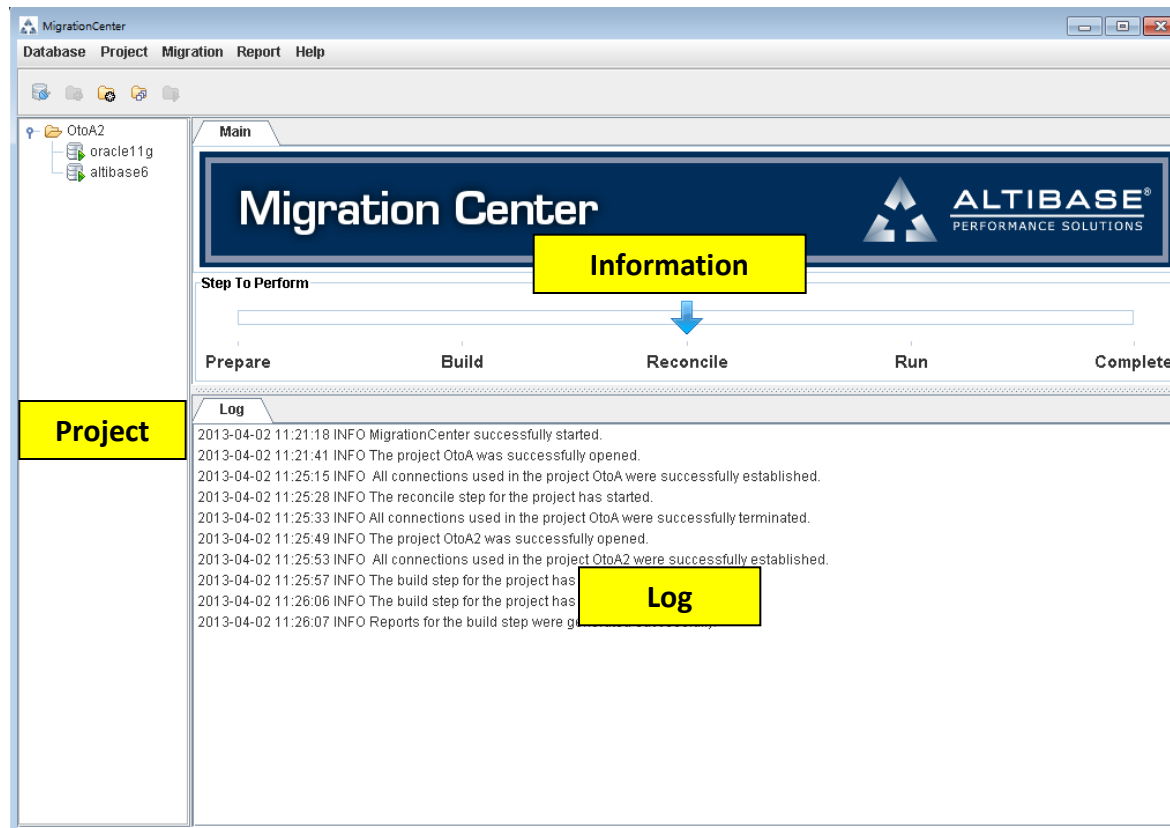 MigrationCenter
Database Project Migration Report Help
OtoA2
oracle11g
altibase6
Main
Migration Center
ALTIBASE®
PERFORMANCE SOLUTIONS
Information
Step To Perform
Prepare Build Reconcile Run Complete
Project
Log
2013-04-02 11:21:18 INFO MigrationCenter successfully started.
2013-04-02 11:21:41 INFO The project OtoA was successfully opened.
2013-04-02 11:25:15 INFO All connections used in the project OtoA were successfully established.
2013-04-02 11:25:28 INFO The reconcile step for the project has started.
2013-04-02 11:25:33 INFO All connections used in the project OtoA were successfully terminated.
2013-04-02 11:25:49 INFO The project OtoA2 was successfully opened.
2013-04-02 11:25:53 INFO All connections used in the project OtoA2 were successfully established.
2013-04-02 11:25:57 INFO The build step for the project has
2013-04-02 11:26:06 INFO The build step for the project has
2013-04-02 11:26:07 INFO Reports for the build step were
Log